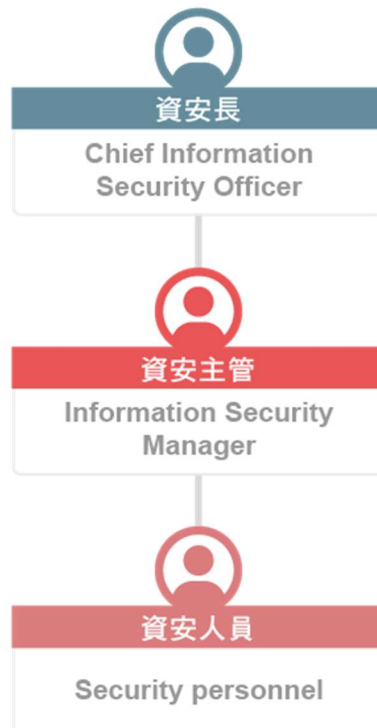 資安長
Chief Information
Security Officer
資安主管
Information Security
Manager
資安人員
Security personnel